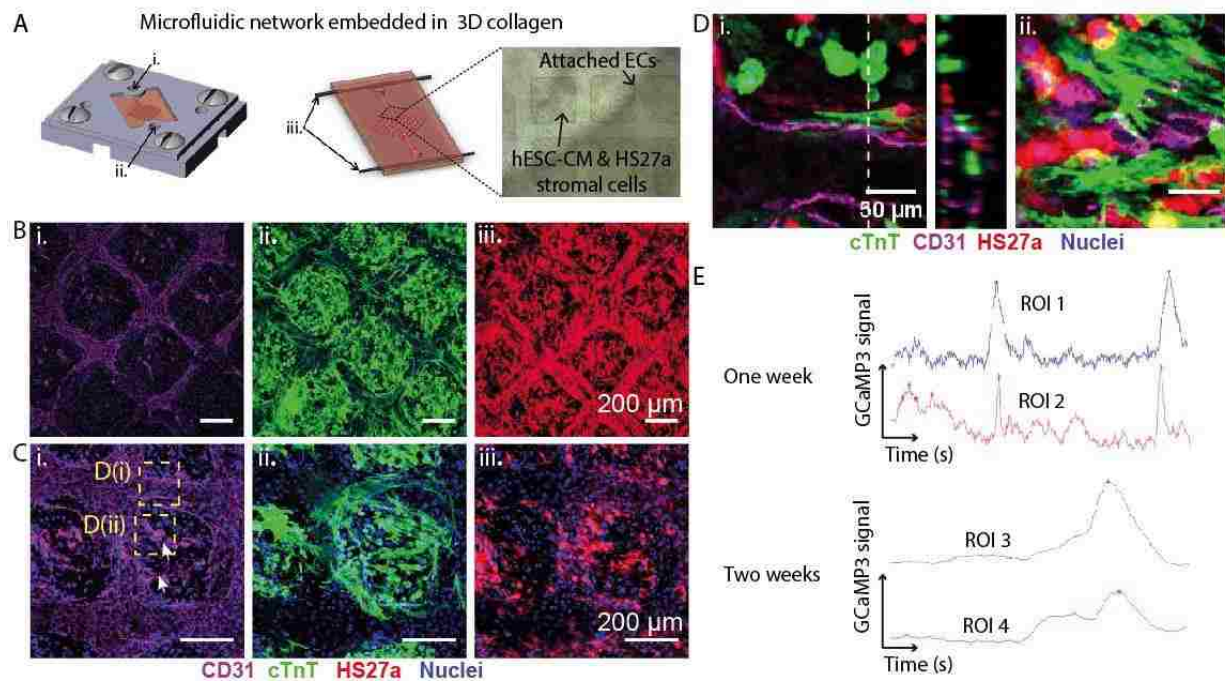 A
Microfluidic network embedded in 3D collagen
i.
ii.
iii.
Attached ECs
hESC-CM & HS27a
stromal cells
B
i.
ii.
iii.
200 µm
C
i.
D(i)
D(ii)
ii.
iii.
200 µm
CD31 cTnT HS27a Nuclei
D
i.
50 µm
ii.
cTnT CD31 HS27a Nuclei
E
One week
GCaMP3 signal
ROI 1
ROI 2
Time (s)
Two weeks
GCaMP3 signal
ROI 3
ROI 4
Time (s)